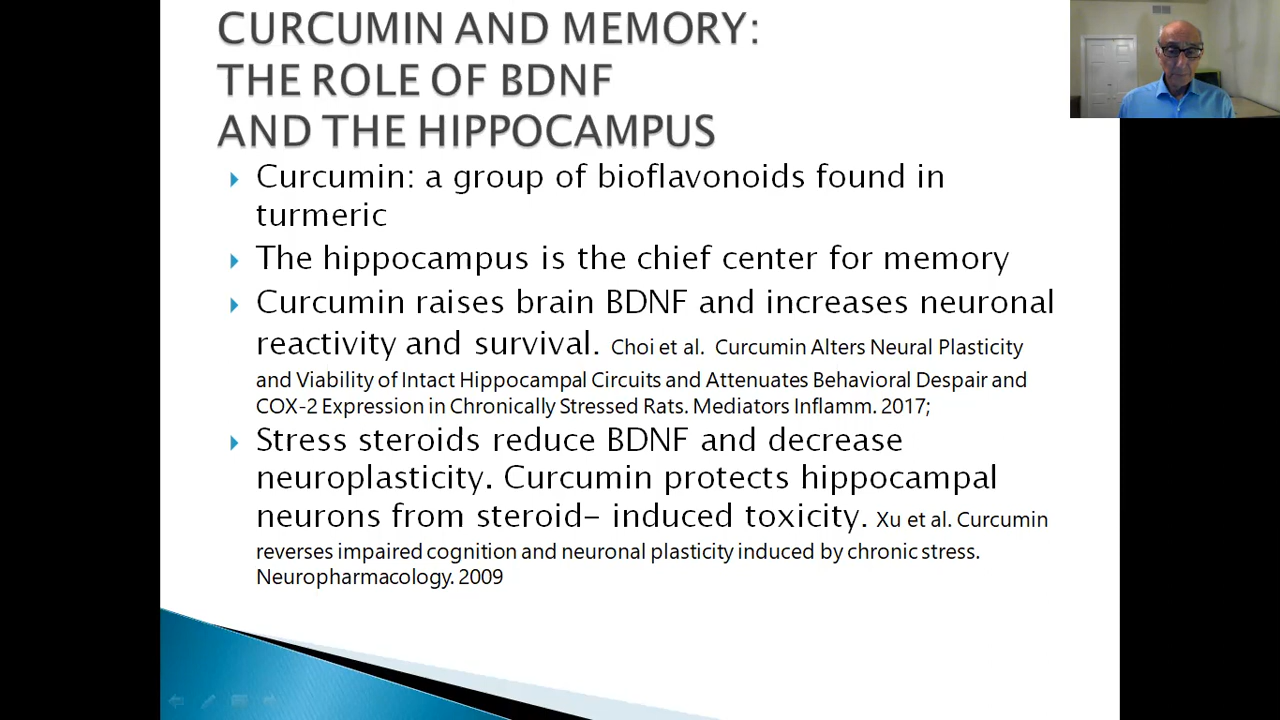 CURCUMIN AND MEMORY:
THE ROLE OF BDNF
AND THE HIPPOCAMPUS
Curcumin: a group of bioflavonoids found in
turmeric
The hippocampus is the chief center for memory
Curcumin raises brain BDNF and increases neuronal
reactivity and survival. Choi et al. Curcumin Alters Neural Plasticity
and Viability of Intact Hippocampal Circuits and Attenuates Behavioral Despair and
COX-2 Expression in Chronically Stressed Rats. Mediators Inflamm. 2017;
Stress steroids reduce BDNF and decrease
neuroplasticity. Curcumin protects hippocampal
neurons from steroid- induced toxicity. Xu et al. Curcumin
reverses impaired cognition and neuronal plasticity induced by chronic stress.
Neuropharmacology. 2009